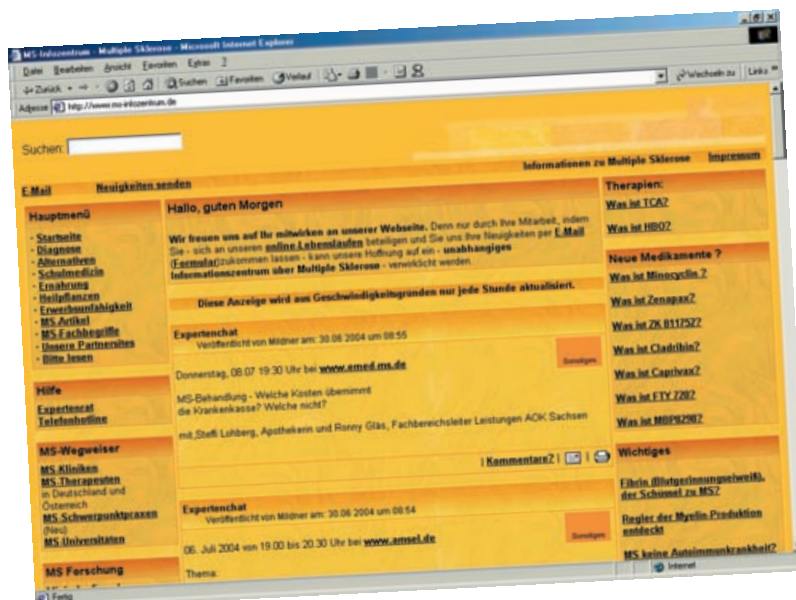 MS-Infozentrum - Multiple Sklerose - Microsoft Internet Explorer
Datei Bearbeiten Ansicht Favoriten Extras ?
Zurück Suchen Favoriten Verlauf Wechseln zu Links
Adresse http://www.ms-infozentrum.de
Suchen:
Informationen zu Multiple Sklerose Impressum
E-Mail Neuigkeiten senden
Hauptmenü
· Startseite
· Diagnose
· Alternativen
· Schulmedizin
· Ernährung
· Heilpflanzen
· Erwerbsunfähigkeit
· MS-Artikel
· MS-Fachbegriffe
· Unsere Partnersites
· Bitte lesen
Hilfe
Expertenrat
Telefonhotline
MS-Wegweiser
MS-Kliniken
MS-Therapeuten
in Deutschland und
Österreich
MS-Schwerpunktpraxen
(Neu)
MS-Universitäten
MS Forschung
Hallo, guten Morgen
Wir freuen uns auf Ihr mitwirken an unserer Webseite. Denn nur durch Ihre Mitarbeit, indem
Sie - sich an unseren online Lebensläufen beteiligen und Sie uns Ihre Neuigkeiten per E.Mail
(Formular)zukommen lassen - kann unsere Hoffnung auf ein - unabhängiges
Informationszentrum über Multiple Sklerose - verwirklicht werden.
Diese Anzeige wird aus Geschwindigkeitsgründen nur jede Stunde aktualisiert.
Expertenchat
Veröffentlicht von Mildner am: 30.06 2004 um 08:55
Sonstiges
Donnerstag, 08.07 19:30 Uhr bei www.emed-ms.de
MS-Behandlung - Welche Kosten übernimmt
die Krankenkasse? Welche nicht?
mit,Steffi Lohberg, Apothekerin und Ronny Gläs, Fachbereichsleiter Leistungen AOK Sachsen
| Kommentare? | |
Expertenchat
Veröffentlicht von Mildner am: 30.06 2004 um 08:54
Sonstiges
06. Juli 2004 von 19.00 bis 20.30 Uhr bei www.amsel.de
Thema:
Therapien:
Was ist TCA?
Was ist HBO?
Neue Medikamente ?
Was ist Minocyclin ?
Was ist Zenapax?
Was ist ZK 811752?
Was ist Cladribin?
Was ist Caprivax?
Was ist FTY 720?
Was ist MBP8298?
Wichtiges
Fibrin (Blutgerinnungseiweiß),
der Schüssel zu MS?
Regler der Myelin-Produktion
entdeckt
MS keine Autoimmunkrankheit?
Fertig Internet